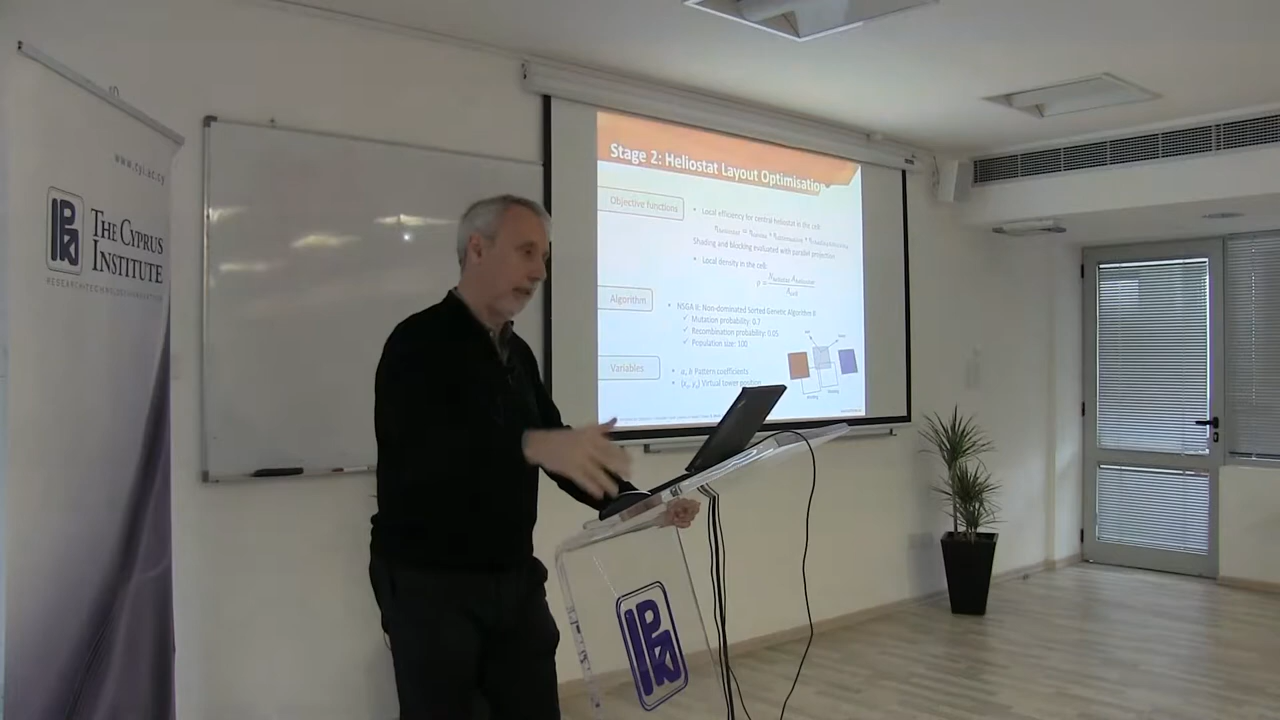 www.cyi.ac.cy
THE CYPRUS
INSTITUTE
Stage 2: Heliostat Layout Optimisation
Objective functions
• Local efficiency for central heliostat in the cell:
Shading and blocking evaluated with parallel projection
• Local density in the cell:
Algorithm
• NSGA II: Non-dominated Sorted Genetic Algorithm II
✓ Mutation probability: 0.7
✓ Recombination probability: 0.05
✓ Population size: 100
Variables
• a, b Pattern coefficients
Virtual tower position